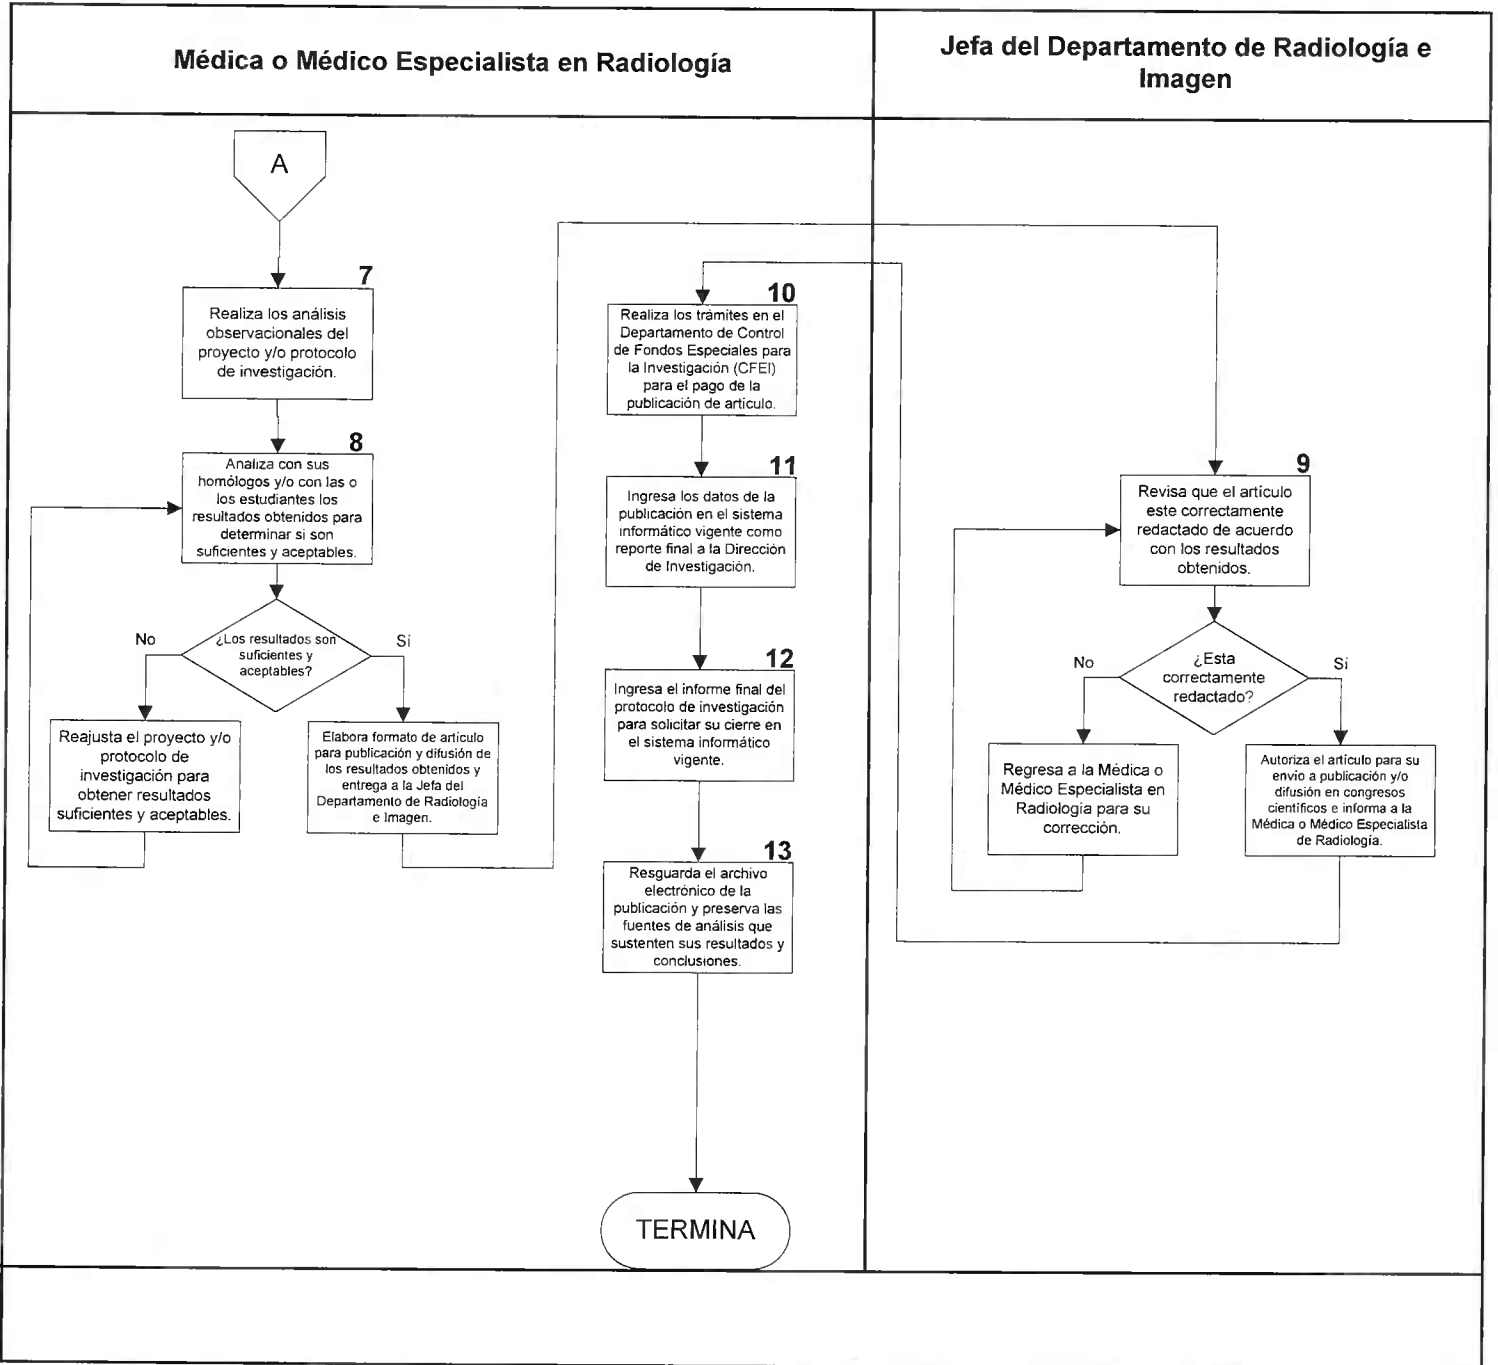 Médica o Médico Especialista en Radiología
Jefa del Departamento de Radiología e
Imagen
A
7
Realiza los análisis
observacionales del
proyecto y/o protocolo
de investigación.
8
Analiza con sus
homólogos y/o con las o
los estudiantes los
resultados obtenidos para
determinar si son
suficientes y aceptables.
¿Los resultados son
suficientes y
aceptables?
No
Sí
Reajusta el proyecto y/o
protocolo de
investigación para
obtener resultados
suficientes y aceptables.
Elabora formato de artículo
para publicación y difusión de
los resultados obtenidos y
entrega a la Jefa del
Departamento de Radiología
e Imagen.
9
Revisa que el artículo
este correctamente
redactado de acuerdo
con los resultados
obtenidos.
¿Esta
correctamente
redactado?
No
Sí
Regresa a la Médica o
Médico Especialista en
Radiología para su
corrección.
Autoriza el artículo para su
envío a publicación y/o
difusión en congresos
científicos e informa a la
Médica o Médico Especialista
de Radiología.
10
Realiza los trámites en el
Departamento de Control
de Fondos Especiales para
la Investigación (CFEI)
para el pago de la
publicación de artículo.
11
Ingresa los datos de la
publicación en el sistema
informático vigente como
reporte final a la Dirección
de Investigación.
12
Ingresa el informe final del
protocolo de investigación
para solicitar su cierre en
el sistema informático
vigente.
13
Resguarda el archivo
electrónico de la
publicación y preserva las
fuentes de análisis que
sustenten sus resultados y
conclusiones.
TERMINA